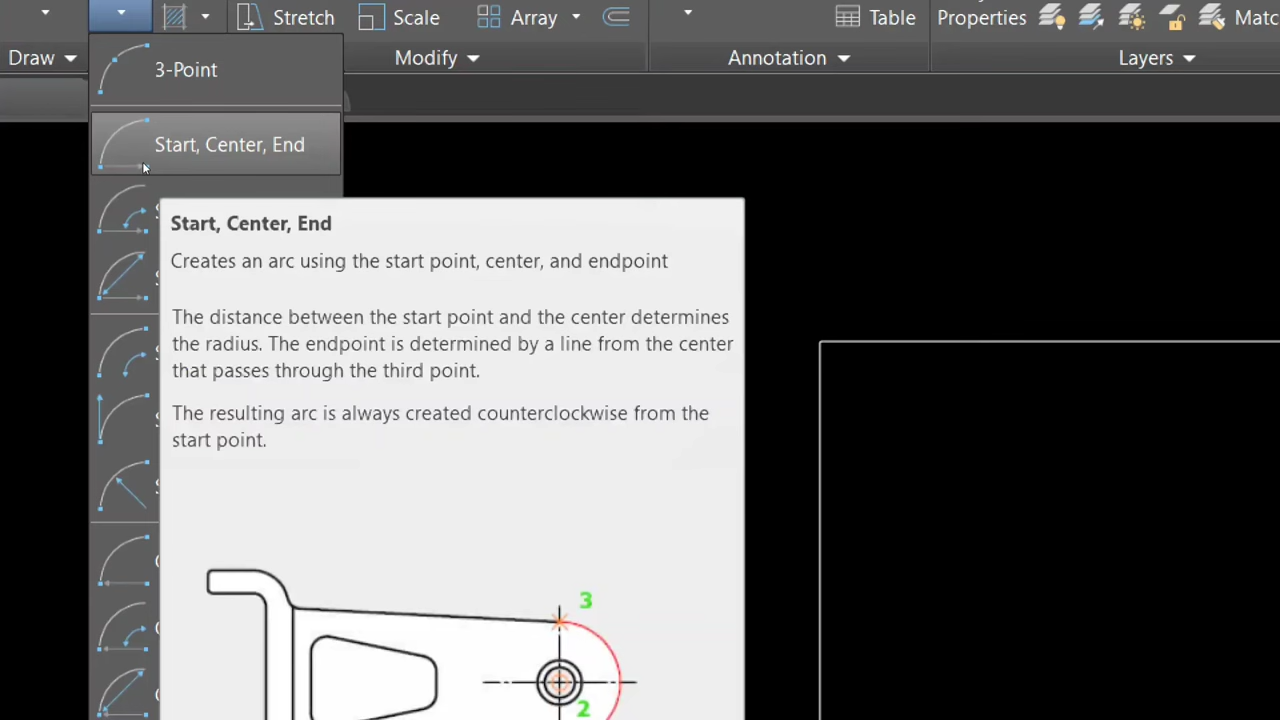 Stretch
Scale
Array
Table
Properties
Draw
Modify
Annotation
Layers
3-Point
Start, Center, End
Start, Center, End
Creates an arc using the start point, center, and endpoint
The distance between the start point and the center determines
the radius. The endpoint is determined by a line from the center
that passes through the third point.
The resulting arc is always created counterclockwise from the
start point.
3
2